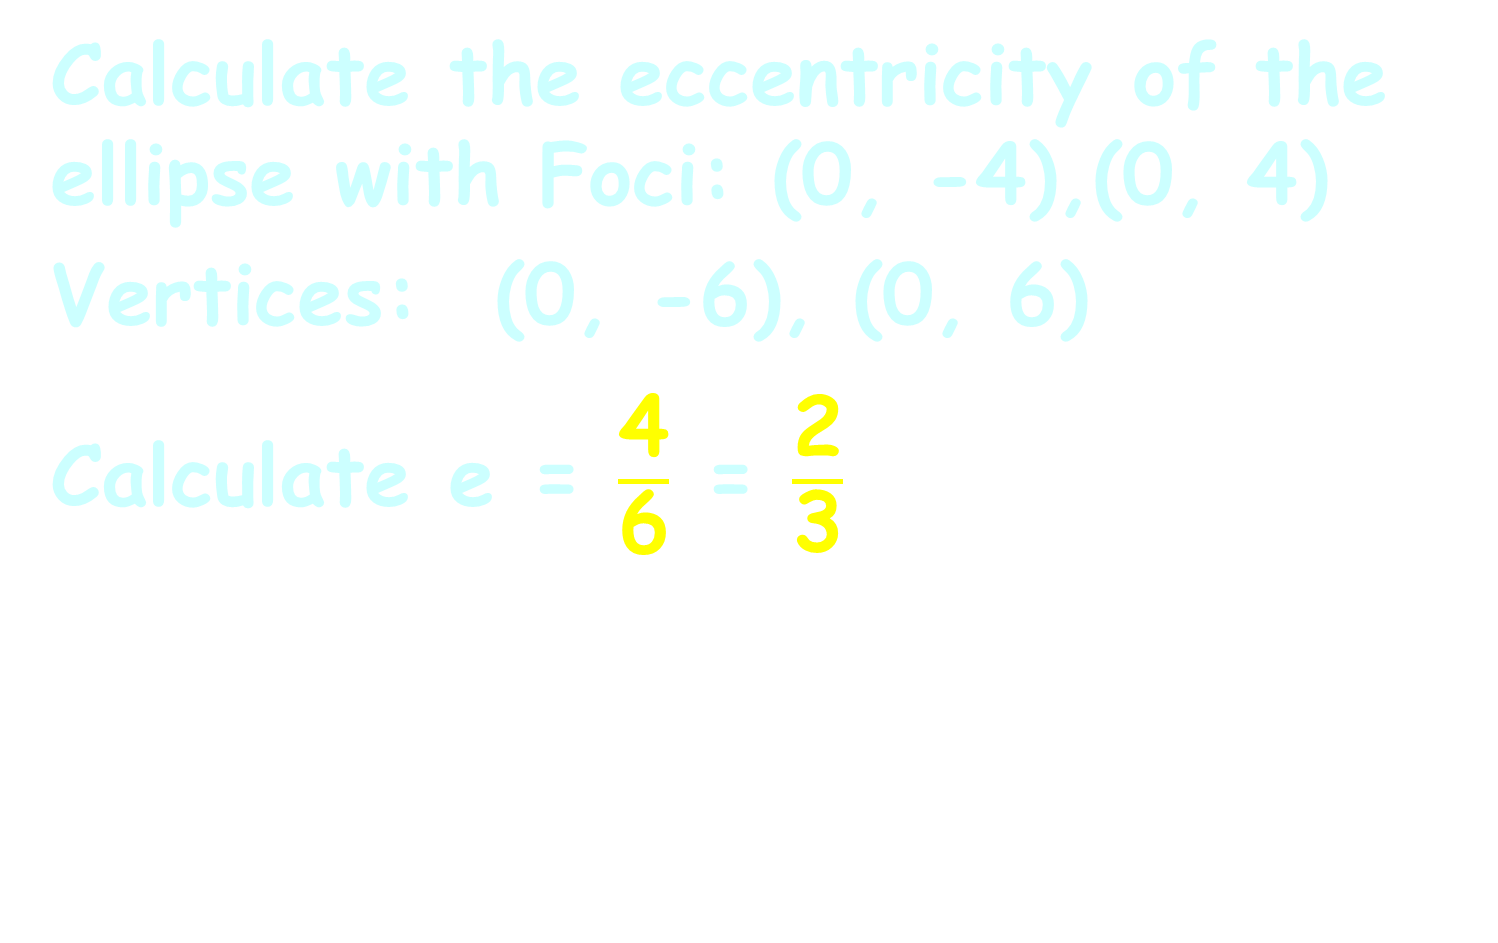 Calculate the eccentricity of the
ellipse with Foci: (0, -4),(0, 4)
Vertices: (0, -6), (0, 6)
Calculate e = 4/6 = 2/3